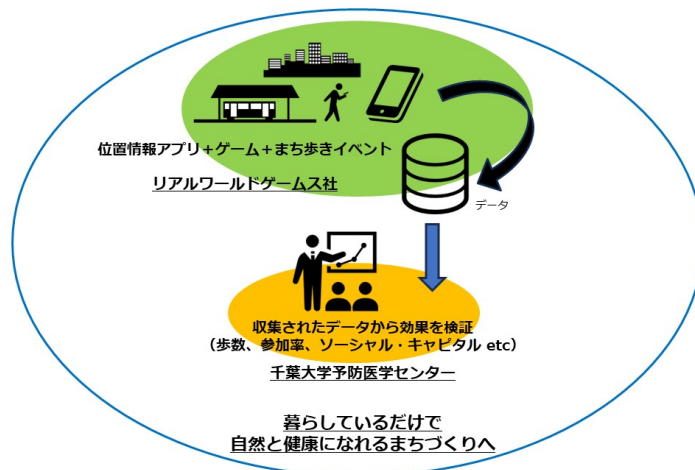 位置情報アプリ＋ゲーム＋まち歩きイベント
リアルワールドゲームス社
データ
収集されたデータから効果を検証
（歩数、参加率、ソーシャル・キャピタル etc）
千葉大学予防医学センター
暮らしているだけで
自然と健康になれるまちづくりへ